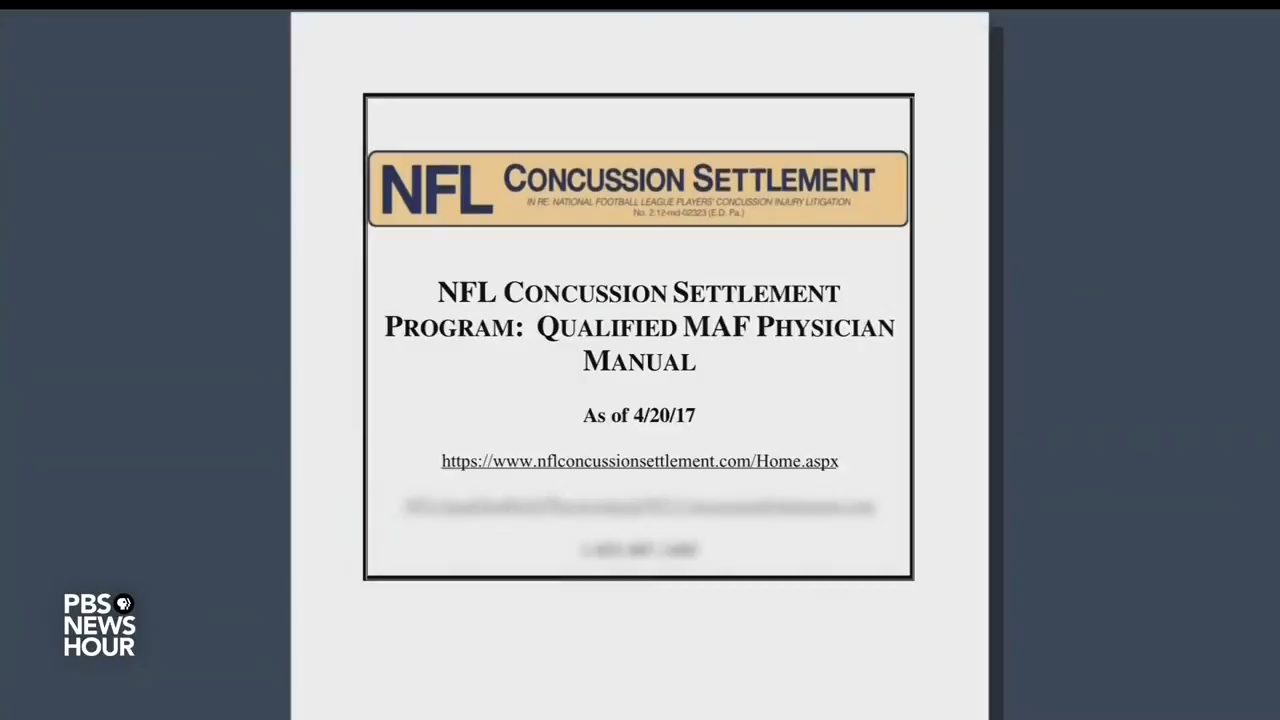 NFL CONCUSSION SETTLEMENT
IN RE: NATIONAL FOOTBALL LEAGUE PLAYERS' CONCUSSION INJURY LITIGATION
No. 2:12-md-02323 (E.D. Pa.)
NFL CONCUSSION SETTLEMENT
PROGRAM: QUALIFIED MAF PHYSICIAN
MANUAL
As of 4/20/17
https://www.nflconcussionsettlement.com/Home.aspx
PBS
NEWS
HOUR